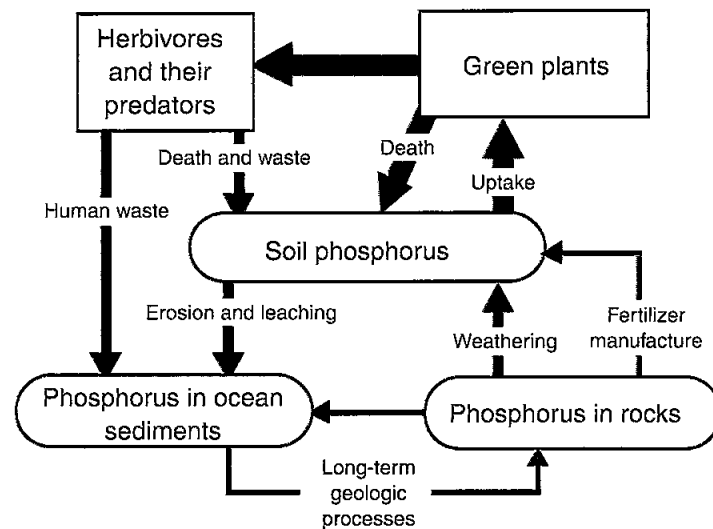 Herbivores
and their
predators
Green plants
Death and waste
Death
Uptake
Human waste
Soil phosphorus
Erosion and leaching
Weathering
Fertilizer
manufacture
Phosphorus in ocean
sediments
Phosphorus in rocks
Long-term
geologic
processes